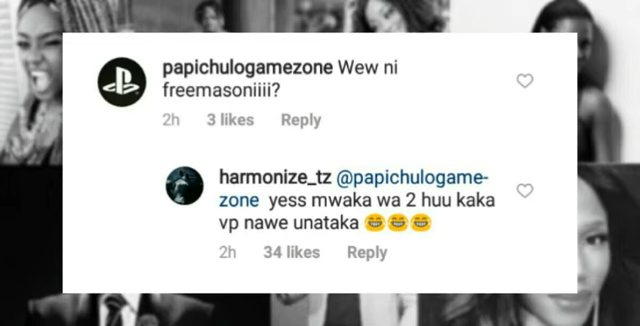 papichulogamezone Wew ni
freemasoniiii?
2h 3 likes Reply
harmonize_tz @papichulogame-
zone yess mwaka wa 2 huu kaka
vp nawe unataka 😂😂😂
2h 34 likes Reply